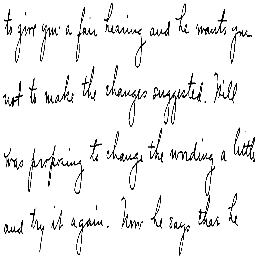 to give you a fair hearing and he wants you
not to make the changes suggested. Will
was proposing to change the wording a little
and try it again. Now he says that he